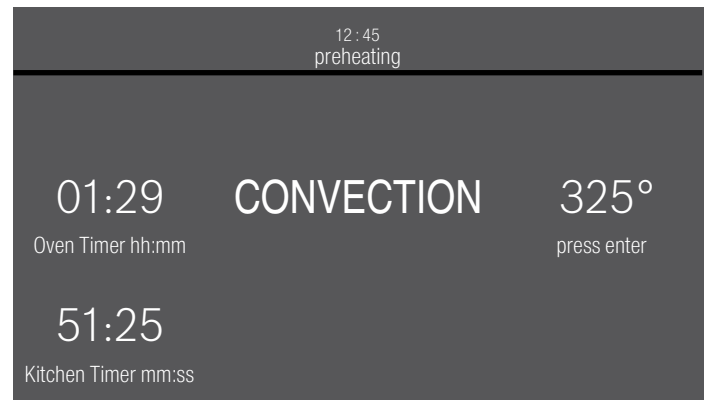 12:45
preheating
01:29 CONVECTION 325°
Oven Timer hh:mm press enter
51:25
Kitchen Timer mm:ss